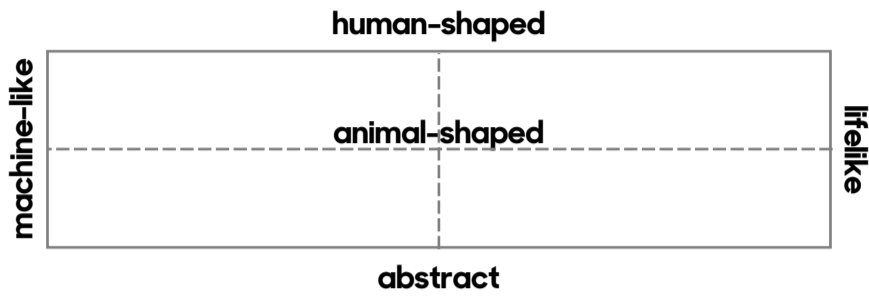 human-shaped
machine-like
animal-shaped
lifelike
abstract